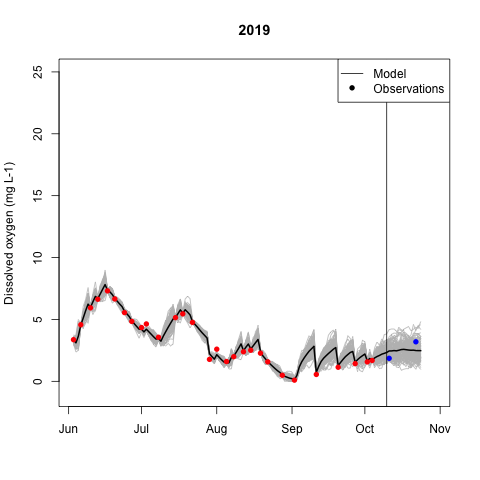 2019
Model
Observations
Dissolved oxygen (mg L-1)
25
20
15
10
5
0
Jun Jul Aug Sep Oct Nov